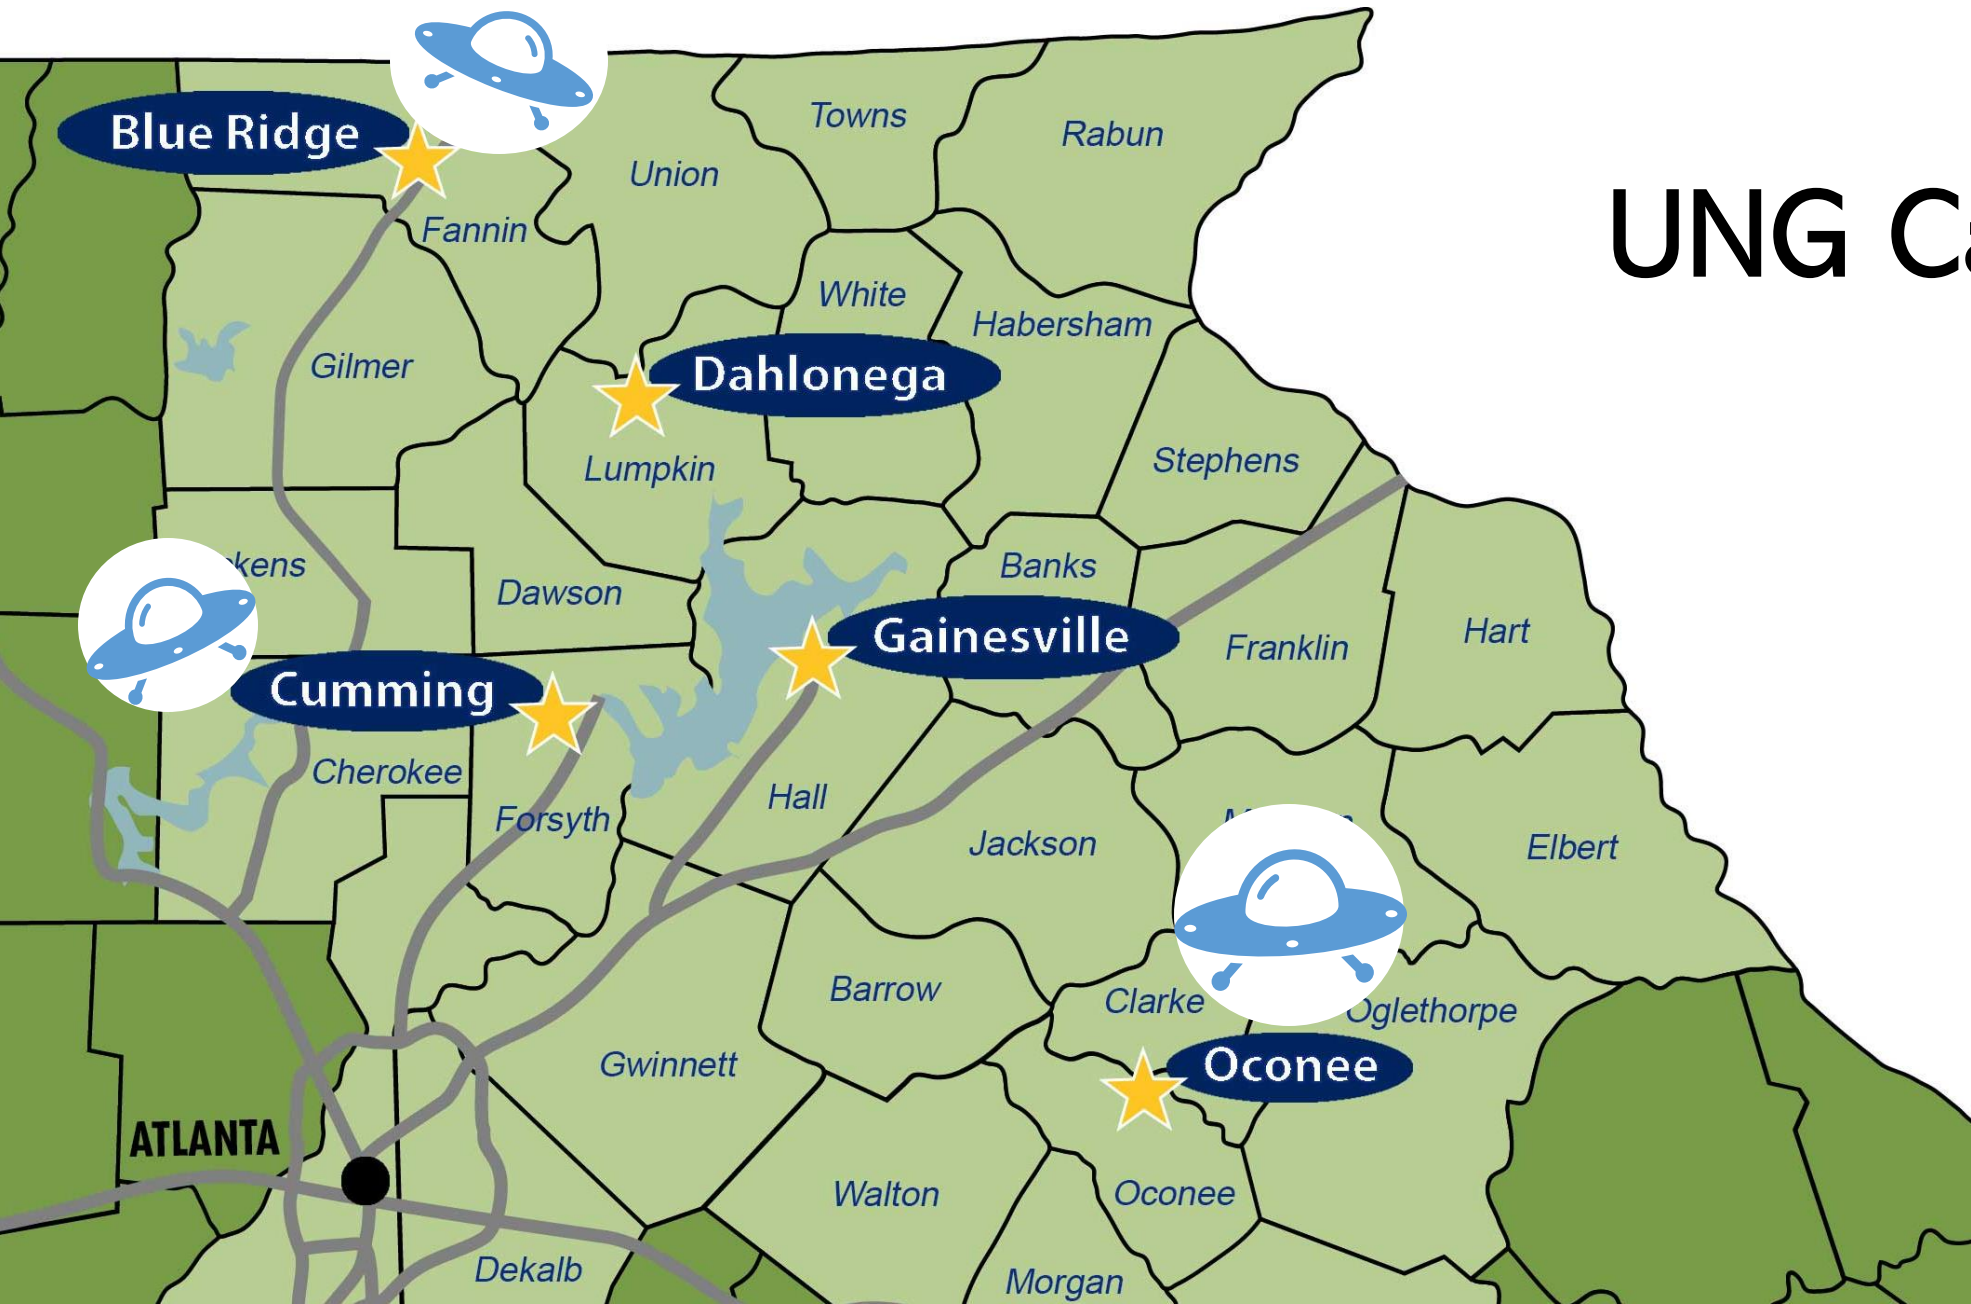 Blue Ridge
Towns
Rabun
Union
UNG
Fannin
White
Habersham
Gilmer
Dahlonega
Lumpkin
Stephens
kens
Banks
Dawson
Gainesville
Franklin
Hart
Cumming
Cherokee
Hall
Forsyth
Jackson
Elbert
Barrow
Clarke
Oglethorpe
Gwinnett
Oconee
ATLANTA
Walton
Oconee
Dekalb
Morgan